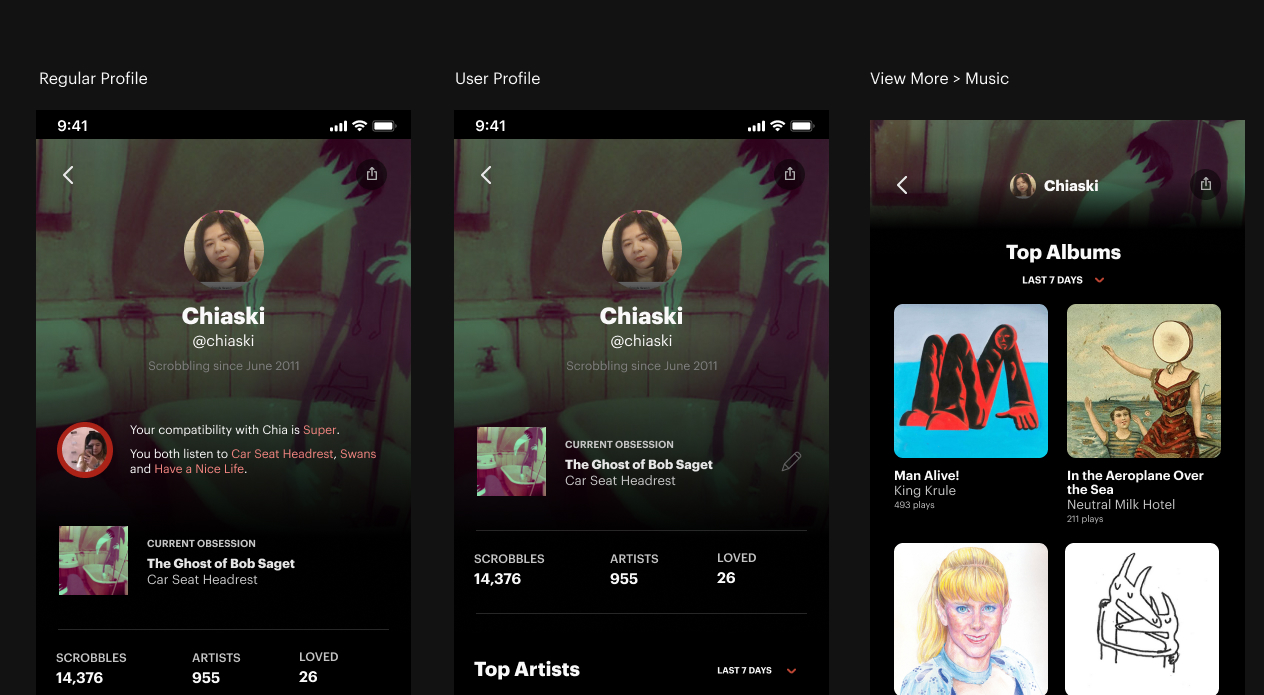 Regular Profile
User Profile
View More > Music
9:41
Chiaski
@chiaski
Scrobbling since June 2011
Your compatibility with Chia is Super.
You both listen to Car Seat Headrest, Swans
and Have a Nice Life.
CURRENT OBSESSION
The Ghost of Bob Saget
Car Seat Headrest
SCROBBLES
14,376
ARTISTS
955
LOVED
26
9:41
Chiaski
@chiaski
Scrobbling since June 2011
CURRENT OBSESSION
The Ghost of Bob Saget
Car Seat Headrest
SCROBBLES
14,376
ARTISTS
955
LOVED
26
Top Artists
LAST 7 DAYS
Chiaski
Top Albums
LAST 7 DAYS
Man Alive!
King Krule
493 plays
In the Aeroplane Over
the Sea
Neutral Milk Hotel
211 plays